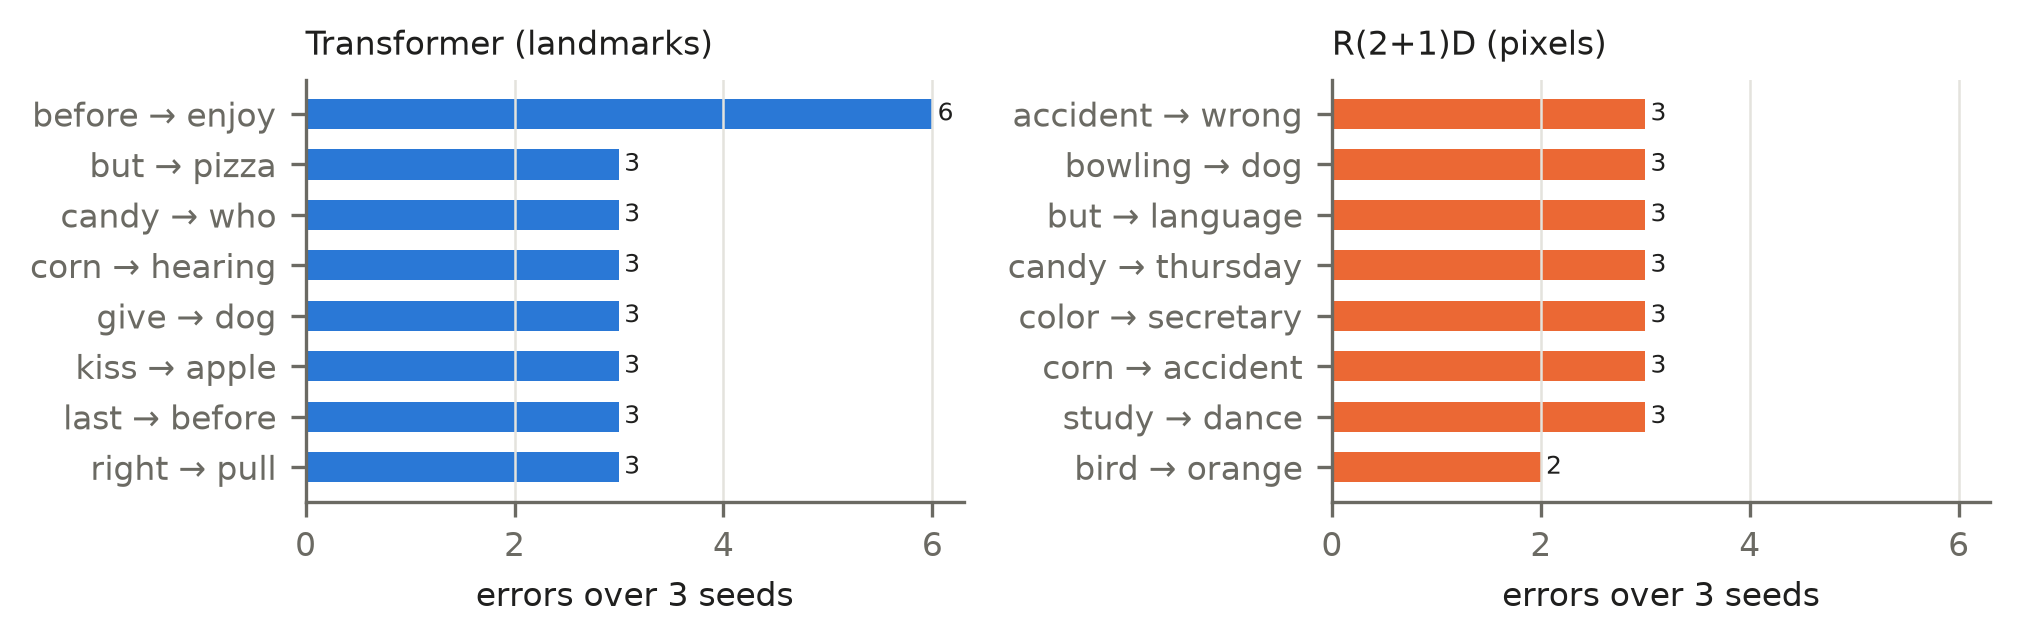 Transformer (landmarks)
before → enjoy 6
but → pizza 3
candy → who 3
corn → hearing 3
give → dog 3
kiss → apple 3
last → before 3
right → pull 3
0 2 4 6
errors over 3 seeds
R(2+1)D (pixels)
accident → wrong 3
bowling → dog 3
but → language 3
candy → thursday 3
color → secretary 3
corn → accident 3
study → dance 3
bird → orange 2
0 2 4 6
errors over 3 seeds